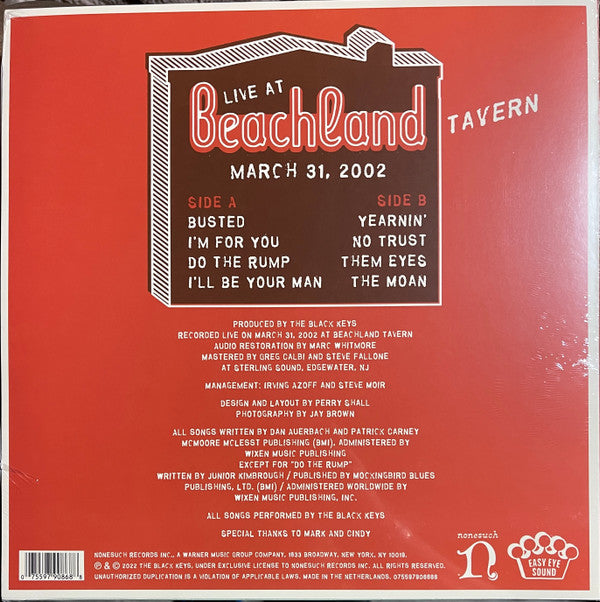 LIVE AT
Beachland
TAVERN
MARCH 31, 2002
SIDE A
BUSTED
I'M FOR YOU
DO THE RUMP
I'LL BE YOUR MAN
SIDE B
YEARNIN'
NO TRUST
THEM EYES
THE MOAN
PRODUCED BY THE BLACK KEYS
RECORDED LIVE ON MARCH 31, 2002 AT BEACHLAND TAVERN
AUDIO RESTORATION BY MARC WHITMORE
MASTERED BY GREG CALBI AND STEVE FALLONE
AT STERLING SOUND, EDGEWATER, NJ
MANAGEMENT: IRVING AZOFF AND STEVE MOIR
DESIGN AND LAYOUT BY PERRY SHALL
PHOTOGRAPHY BY JAY BROWN
ALL SONGS WRITTEN BY DAN AUERBACH AND PATRICK CARNEY
MCMOORE MCLESST PUBLISHING (BMI), ADMINISTERED BY
WIXEN MUSIC PUBLISHING
EXCEPT FOR "DO THE RUMP"
WRITTEN BY JUNIOR KIMBROUGH / PUBLISHED BY MOCKINGBIRD BLUES
PUBLISHING, LTD. (BMI) / ADMINISTERED WORLDWIDE BY
WIXEN MUSIC PUBLISHING, INC.
ALL SONGS PERFORMED BY THE BLACK KEYS
SPECIAL THANKS TO MARK AND CINDY
0 75597 90868 6
NONESUCH RECORDS INC., A WARNER MUSIC GROUP COMPANY, 1633 BROADWAY, NEW YORK, NY 10019.
℗ & © 2022 THE BLACK KEYS, UNDER EXCLUSIVE LICENSE TO NONESUCH RECORDS INC. ALL RIGHTS RESERVED.
UNAUTHORIZED DUPLICATION IS A VIOLATION OF APPLICABLE LAWS. MADE IN THE NETHERLANDS. 075597908686
nonesuch
n
EASY EYE
SOUND